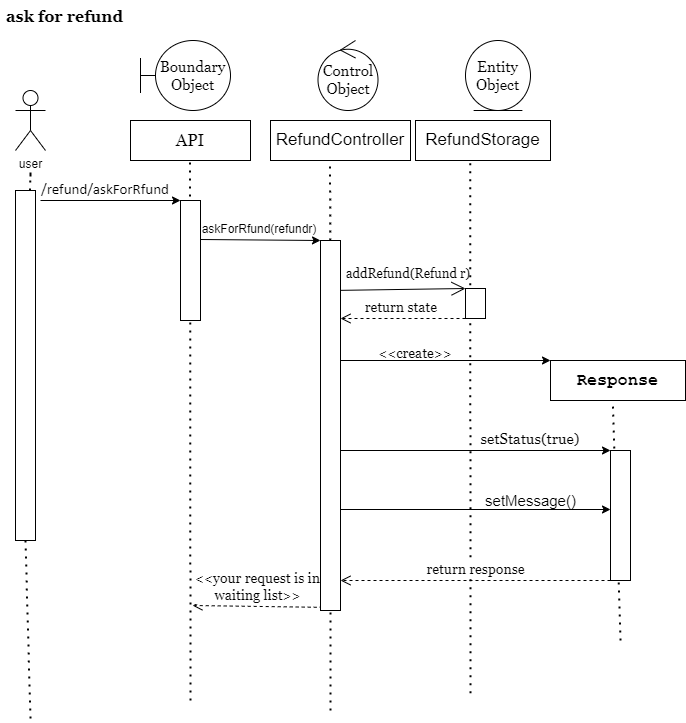 ask for refund
Boundary
Object
Control
Object
Entity
Object
user
API
RefundController
RefundStorage
/refund/askForRfund
askForRfund(refundr)
addRefund(Refund r)
return state
<<create>>
Response
setStatus(true)
setMessage()
return response
<<your request is in
waiting list>>